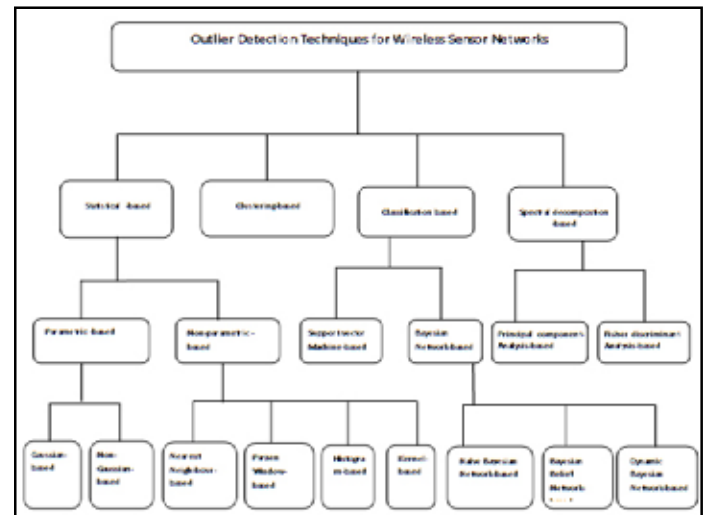 Outlier Detection Techniques for Wireless Sensor Networks
Statistical -based
Clustering-based
Classification based
Spectral decomposition
-based
Parametric-based
Non-parametric-
based
Support vector
Machine-based
Bayesian
Network-based
Principal component
Analysis-based
Fisher discriminant
Analysis-based
Gaussian-
based
Non-
Gaussian-
based
Nearest
Neighbour-
based
Parzen
Window-
based
Histogra
m-based
Kernel-
based
Naïve Bayesian
Network-based
Bayesian
Belief
Network-
Dynamic
Bayesian
Network-based